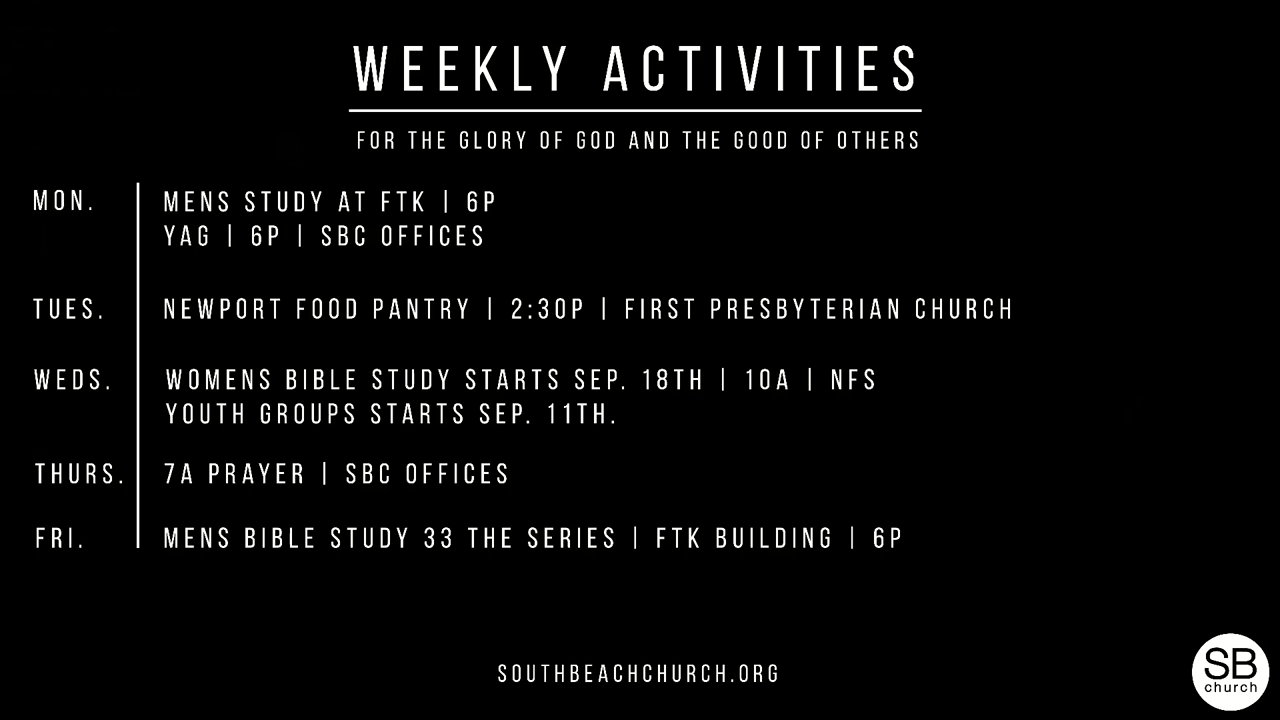 WEEKLY ACTIVITIES
FOR THE GLORY OF GOD AND THE GOOD OF OTHERS
MON.
MENS STUDY AT FTK | 6P
YAG | 6P | SBC OFFICES
TUES.
NEWPORT FOOD PANTRY | 2:30P | FIRST PRESBYTERIAN CHURCH
WEDS.
WOMENS BIBLE STUDY STARTS SEP. 18TH | 10A | NFS
YOUTH GROUPS STARTS SEP. 11TH.
THURS.
7A PRAYER | SBC OFFICES
FRI.
MENS BIBLE STUDY 33 THE SERIES | FTK BUILDING | 6P
SOUTHBEACHCHURCH.ORG
SB
church